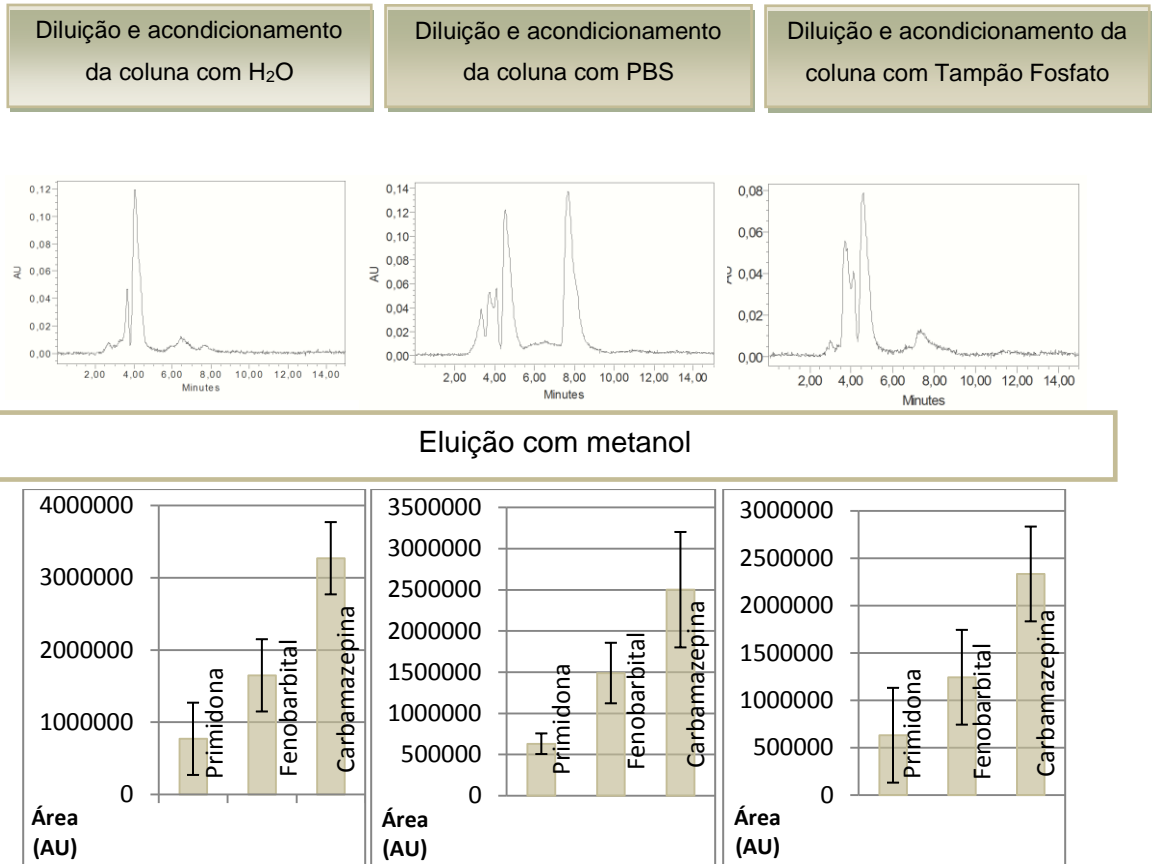 Diluição e acondicionamento
da coluna com H₂O
Diluição e acondicionamento
da coluna com PBS
Diluição e acondicionamento da
coluna com Tampão Fosfato
0,12
0,10
0,08
0,06
0,04
0,02
0,00
AU
2,00 4,00 6,00 8,00 10,00 12,00 14,00
Minutes
0,14
0,12
0,10
0,08
0,06
0,04
0,02
0,00
AU
2,00 4,00 6,00 8,00 10,00 12,00 14,00
Minutes
0,08
0,06
0,04
0,02
0,00
AU
2,00 4,00 6,00 8,00 10,00 12,00 14,00
Minutes
Eluição com metanol
4000000
3000000
2000000
1000000
0
Primidona
Fenobarbital
Carbamazepina
Área
(AU)
3500000
3000000
2500000
2000000
1500000
1000000
500000
0
Primidona
Fenobarbital
Carbamazepina
Área
(AU)
3000000
2500000
2000000
1500000
1000000
500000
0
Primidona
Fenobarbital
Carbamazepina
Área
(AU)